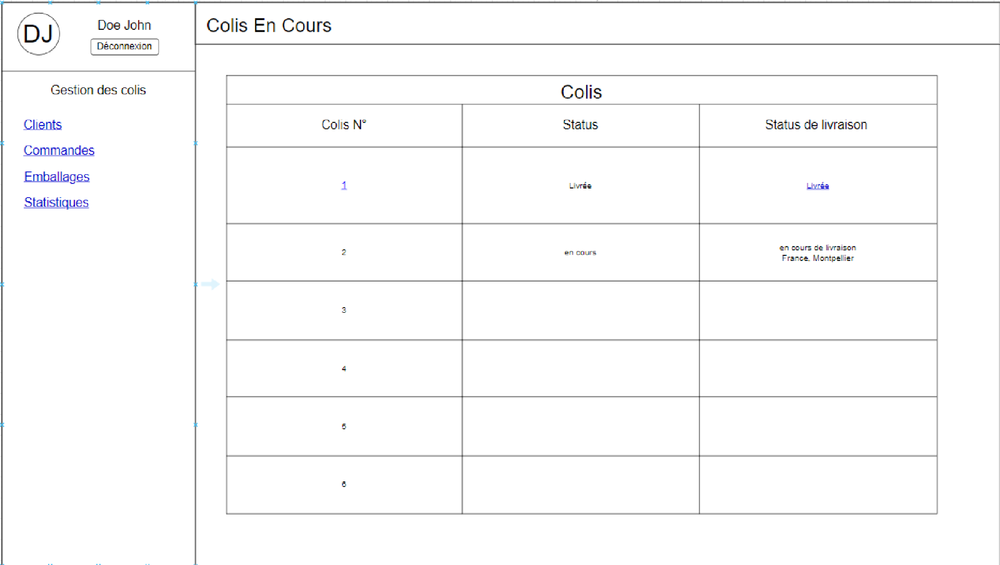 DJ
Doe John
Déconnexion
Gestion des colis
Clients
Commandes
Emballages
Statistiques
Colis En Cours
Colis
Colis N° Status Status de livraison
1 Livrée Livrée
2 en cours en cours de livraison
France, Montpellier
3
4
5
6